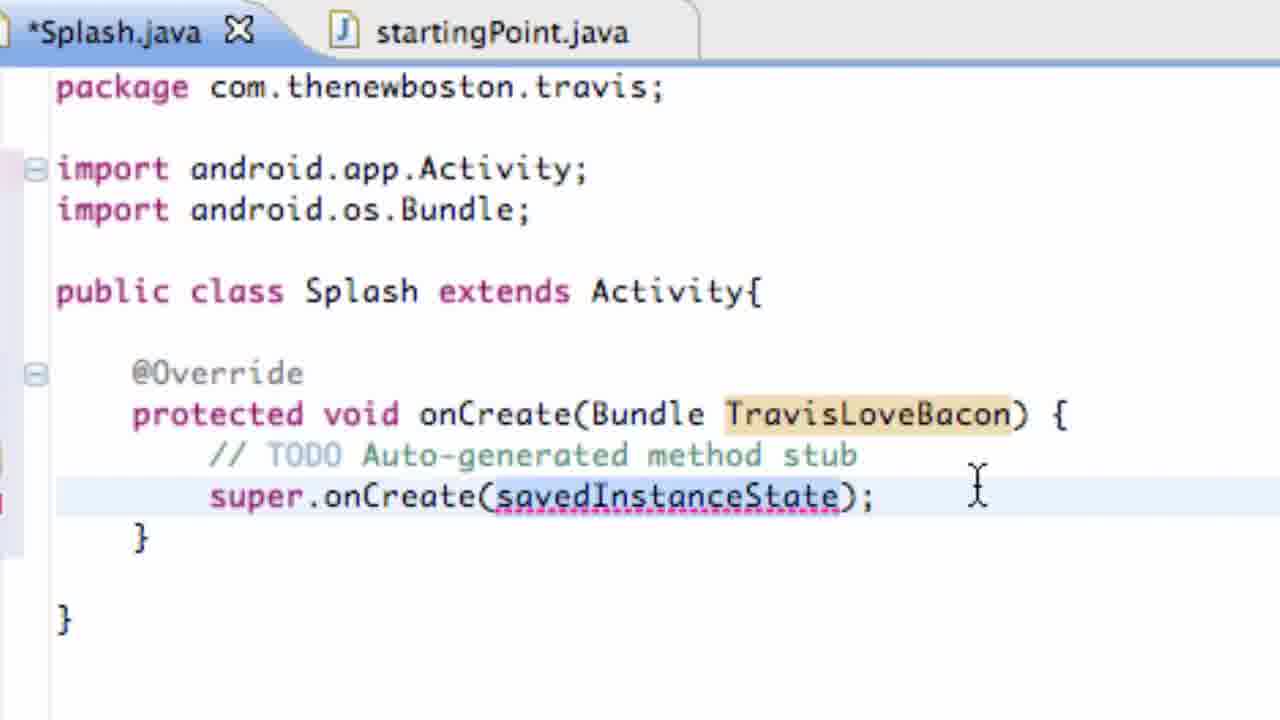 *Splash.java startingPoint.java
package com.thenewboston.travis;
import android.app.Activity;
import android.os.Bundle;
public class Splash extends Activity{
@Override
protected void onCreate(Bundle TravisLoveBacon) {
// TODO Auto-generated method stub
super.onCreate(savedInstanceState);
}
}